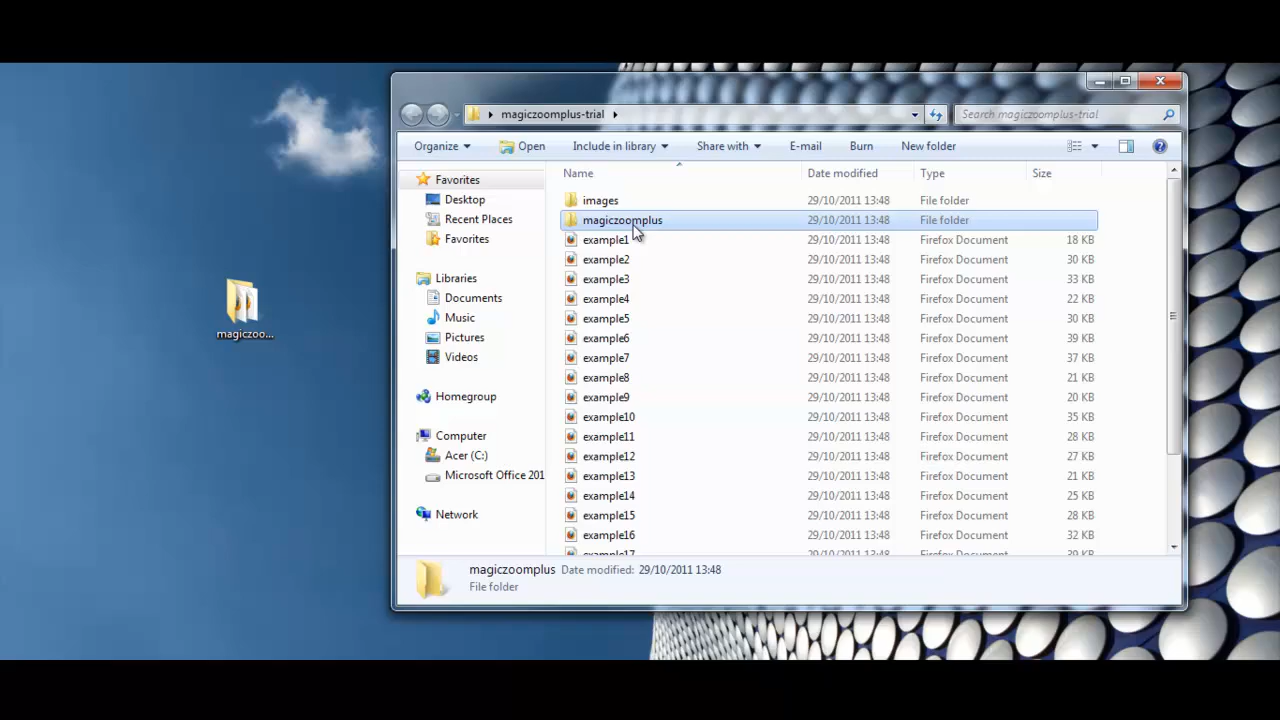 magiczoo...
magiczoomplus-trial
Search magiczoomplus-trial
Organize Open Include in library Share with E-mail Burn New folder
Favorites
Desktop
Recent Places
Favorites
Libraries
Documents
Music
Pictures
Videos
Homegroup
Computer
Acer (C:)
Microsoft Office 201
Network
Name Date modified Type Size
images 29/10/2011 13:48 File folder
magiczoomplus 29/10/2011 13:48 File folder
example1 29/10/2011 13:48 Firefox Document 18 KB
example2 29/10/2011 13:48 Firefox Document 30 KB
example3 29/10/2011 13:48 Firefox Document 33 KB
example4 29/10/2011 13:48 Firefox Document 22 KB
example5 29/10/2011 13:48 Firefox Document 30 KB
example6 29/10/2011 13:48 Firefox Document 39 KB
example7 29/10/2011 13:48 Firefox Document 37 KB
example8 29/10/2011 13:48 Firefox Document 21 KB
example9 29/10/2011 13:48 Firefox Document 20 KB
example10 29/10/2011 13:48 Firefox Document 35 KB
example11 29/10/2011 13:48 Firefox Document 28 KB
example12 29/10/2011 13:48 Firefox Document 27 KB
example13 29/10/2011 13:48 Firefox Document 21 KB
example14 29/10/2011 13:48 Firefox Document 25 KB
example15 29/10/2011 13:48 Firefox Document 28 KB
example16 29/10/2011 13:48 Firefox Document 32 KB
example17 29/10/2011 13:48 Firefox Document 39 KB
magiczoomplus Date modified: 29/10/2011 13:48
File folder